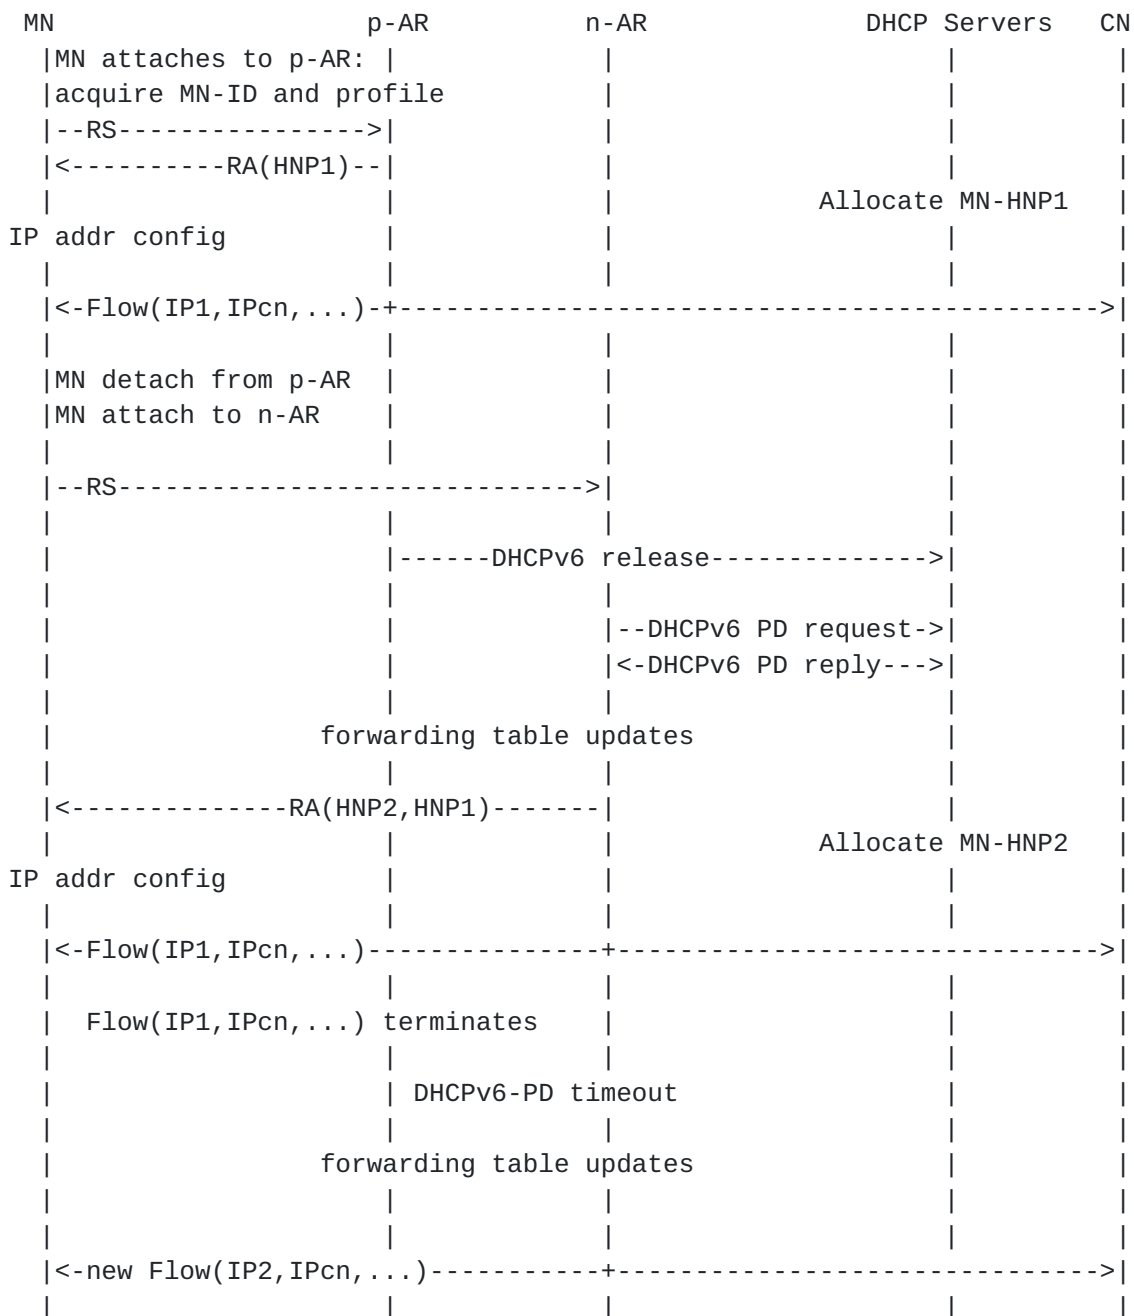 MN                    p-AR          n-AR              DHCP Servers   CN
  |MN attaches to p-AR: |             |                     |          |
  |acquire MN-ID and profile          |                     |          |
  |--RS---------------->|             |                     |          |
  |<----------RA(HNP1)--|             |                     |          |
  |                     |             |             Allocate MN-HNP1   |
IP addr config          |             |                     |          |
  |                     |             |                     |          |
  |<-Flow(IP1,IPcn,...)-+--------------------------------------------->|
  |                     |             |                     |          |
  |MN detach from p-AR  |             |                     |          |
  |MN attach to n-AR    |             |                     |          |
  |                     |             |                     |          |
  |--RS------------------------------>|                     |          |
  |                     |             |                     |          |
  |                     |------DHCPv6 release-------------->|          |
  |                     |             |                     |          |
  |                     |             |--DHCPv6 PD request->|          |
  |                     |             |<-DHCPv6 PD reply--->|          |
  |                     |             |                     |          |
  |                 forwarding table updates                |          |
  |                     |             |                     |          |
  |<--------------RA(HNP2,HNP1)-------|                     |          |
  |                     |             |             Allocate MN-HNP2   |
IP addr config          |             |                     |          |
  |                     |             |                     |          |
  |<-Flow(IP1,IPcn,...)---------------+------------------------------->|
  |                     |             |                     |          |
  |  Flow(IP1,IPcn,...) terminates    |                     |          |
  |                     |             |                     |          |
  |                     | DHCPv6-PD timeout                 |          |
  |                     |             |                     |          |
  |                 forwarding table updates                |          |
  |                     |             |                     |          |
  |                     |             |                     |          |
  |<-new Flow(IP2,IPcn,...)-----------+------------------------------->|
  |                     |             |                     |          |